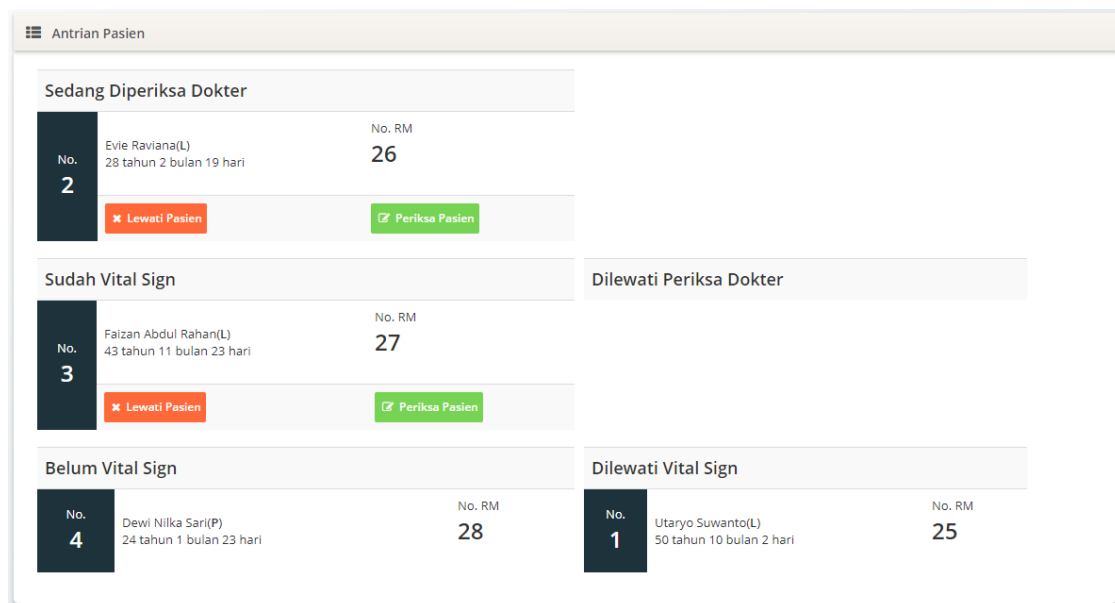 Antrian Pasien
Sedang Diperiksa Dokter
No.
2
Evie Raviana(L)
28 tahun 2 bulan 19 hari
No. RM
26
Lewati Pasien
Periksa Pasien
Sudah Vital Sign
No.
3
Faizan Abdul Rahan(L)
43 tahun 11 bulan 23 hari
No. RM
27
Lewati Pasien
Periksa Pasien
Dilewati Periksa Dokter
Belum Vital Sign
No.
4
Dewi Nilka Sari(P)
24 tahun 1 bulan 23 hari
No. RM
28
Dilewati Vital Sign
No.
1
Utaryo Suwanto(L)
50 tahun 10 bulan 2 hari
No. RM
25